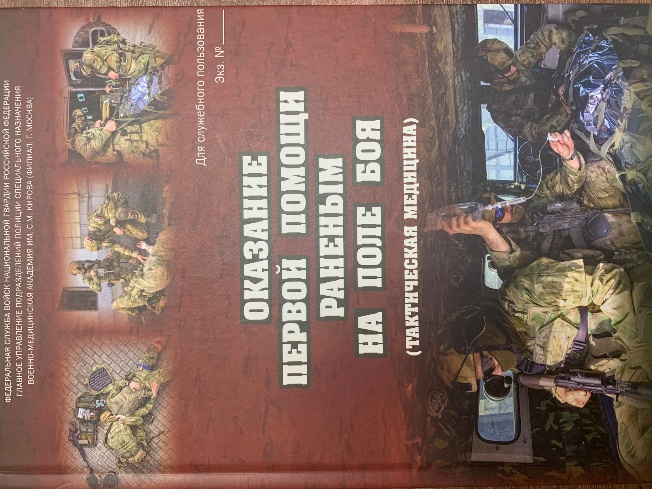 ФЕДЕРАЛЬНАЯ СЛУЖБА ВОЙСК НАЦИОНАЛЬНОЙ ГВАРДИИ РОССИЙСКОЙ ФЕДЕРАЦИИ
ГЛАВНОЕ УПРАВЛЕНИЕ ПОДРАЗДЕЛЕНИЙ ПОЛИЦИИ СПЕЦИАЛЬНОГО НАЗНАЧЕНИЯ
ВОЕННО-МЕДИЦИНСКАЯ АКАДЕМИЯ ИМ. С. М. КИРОВА (ФИЛИАЛ, Г. МОСКВА)
Для служебного пользования
Экз. № ____
ОКАЗАНИЕ
ПЕРВОЙ ПОМОЩИ
РАНЕНЫМ
НА ПОЛЕ БОЯ
(ТАКТИЧЕСКАЯ МЕДИЦИНА)